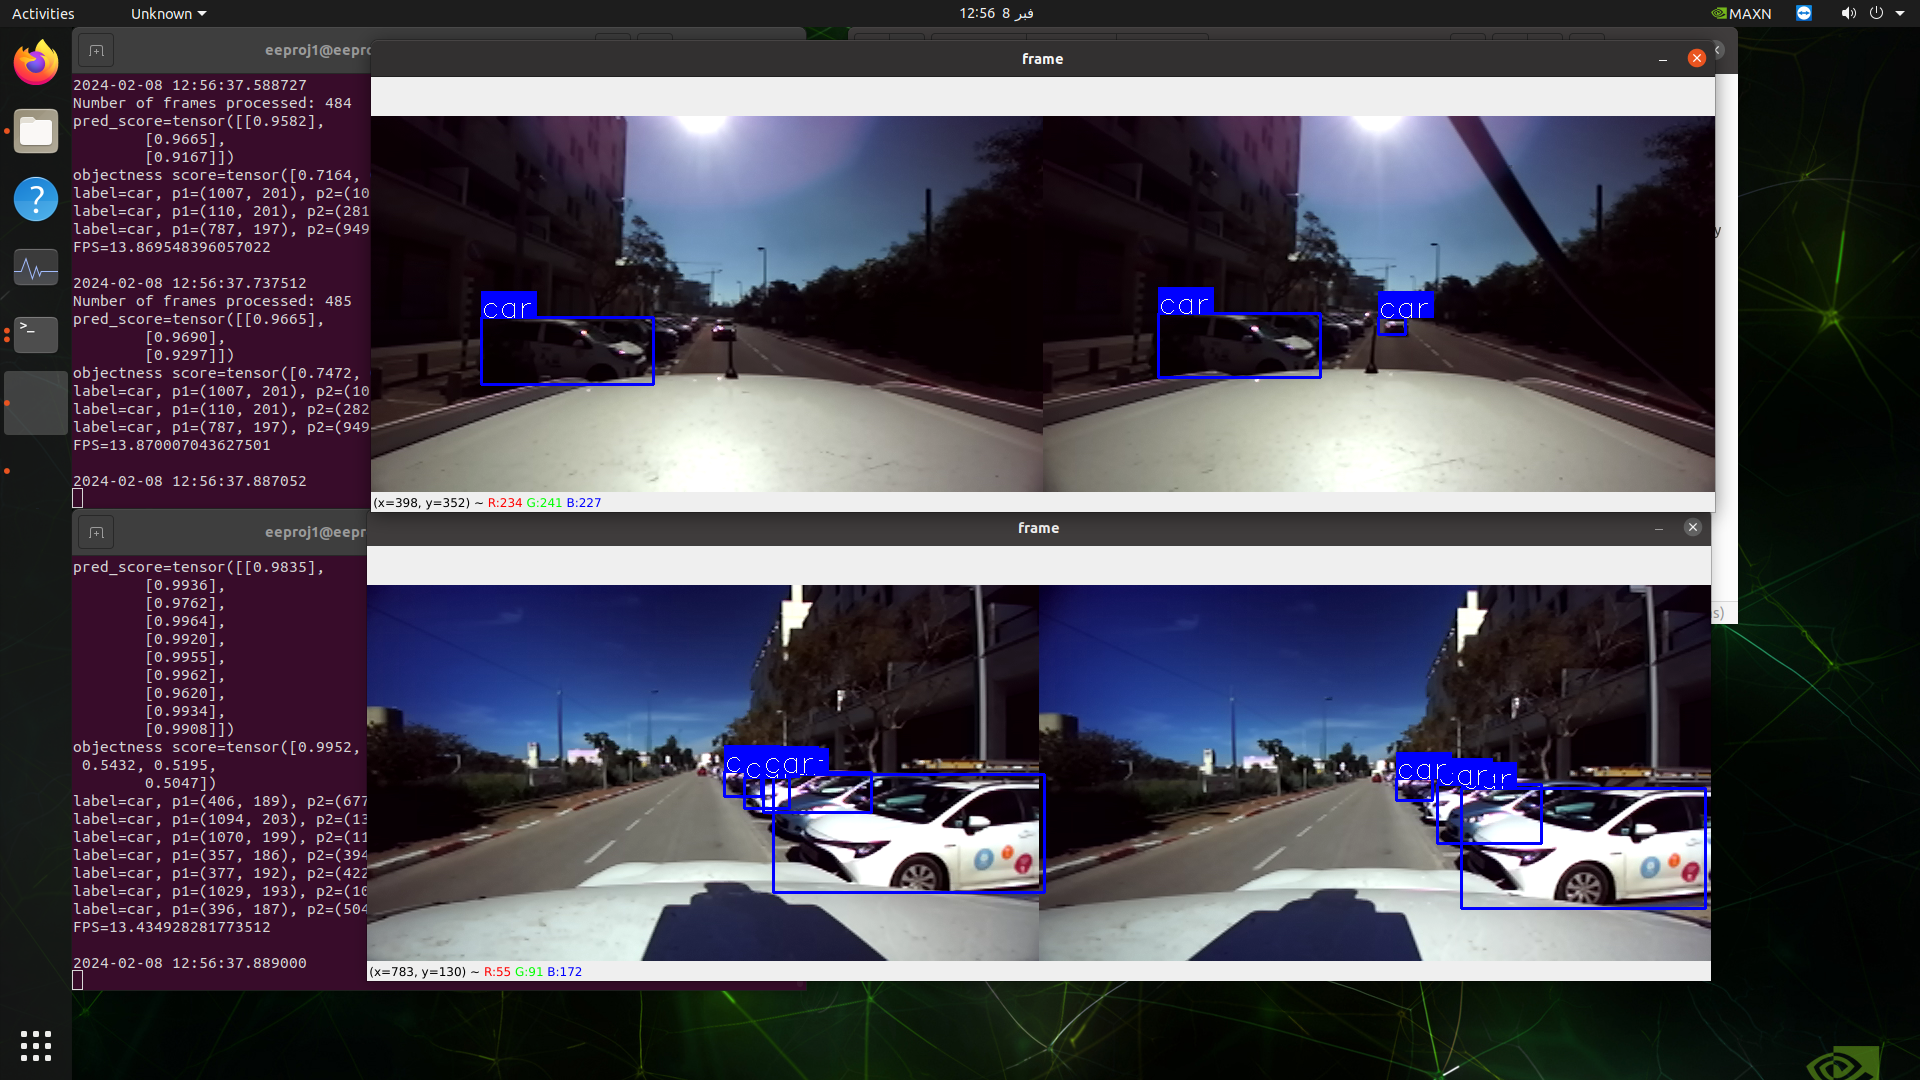 Activities
Unknown
12:56 8 فبر
MAXN
eeproj1@eepro
2024-02-08 12:56:37.588727
Number of frames processed: 484
pred_score=tensor([[0.9582],
[0.9665],
[0.9167]])
objectness score=tensor([0.7164,
label=car, p1=(1007, 201), p2=(10
label=car, p1=(110, 201), p2=(281
label=car, p1=(787, 197), p2=(949
FPS=13.869548396057022
2024-02-08 12:56:37.737512
Number of frames processed: 485
pred_score=tensor([[0.9665],
[0.9690],
[0.9297]])
objectness score=tensor([0.7472,
label=car, p1=(1007, 201), p2=(10
label=car, p1=(110, 201), p2=(282
label=car, p1=(787, 197), p2=(949
FPS=13.870007043627501
2024-02-08 12:56:37.887052
frame
car
car
car
y
(x=398, y=352) ~ R:234 G:241 B:227
eeproj1@eepr
pred_score=tensor([[0.9835],
[0.9936],
[0.9762],
[0.9964],
[0.9920],
[0.9955],
[0.9962],
[0.9620],
[0.9934],
[0.9908]])
objectness score=tensor([0.9952,
0.5432, 0.5195,
0.5047])
label=car, p1=(406, 189), p2=(677
label=car, p1=(1094, 203), p2=(13
label=car, p1=(1070, 199), p2=(11
label=car, p1=(357, 186), p2=(394
label=car, p1=(377, 192), p2=(422
label=car, p1=(1029, 193), p2=(10
label=car, p1=(396, 187), p2=(504
FPS=13.434928281773512
2024-02-08 12:56:37.889000
frame
s)
c
c
car
car
car
ur
(x=783, y=130) ~ R:55 G:91 B:172